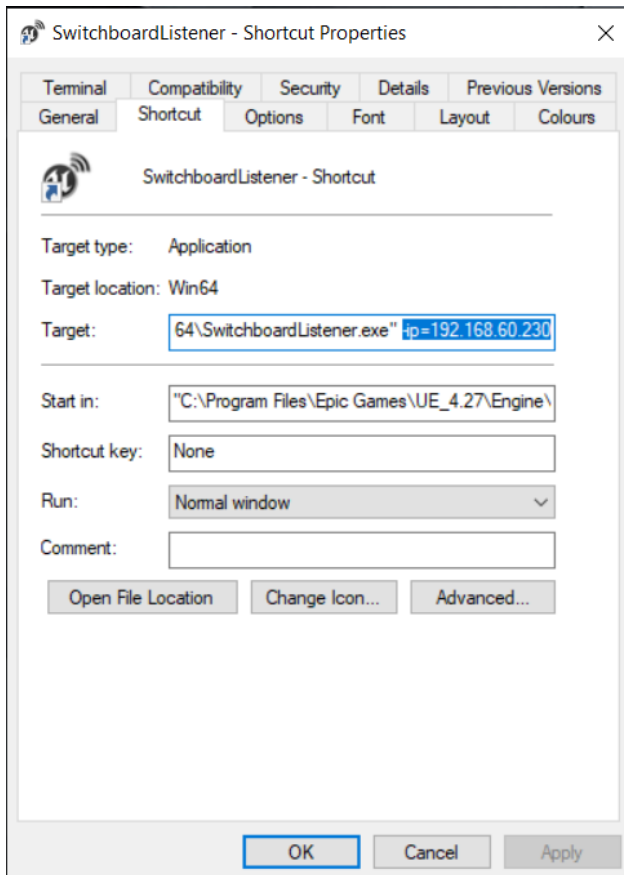 SwitchboardListener - Shortcut Properties
Terminal Compatibility Security Details Previous Versions
General Shortcut Options Font Layout Colours
SwitchboardListener - Shortcut
Target type: Application
Target location: Win64
Target: 64\SwitchboardListener.exe" -ip=192.168.60.230
Start in: "C:\Program Files\Epic Games\UE_4.27\Engine\
Shortcut key: None
Run: Normal window
Comment:
Open File Location Change Icon... Advanced...
OK Cancel Apply